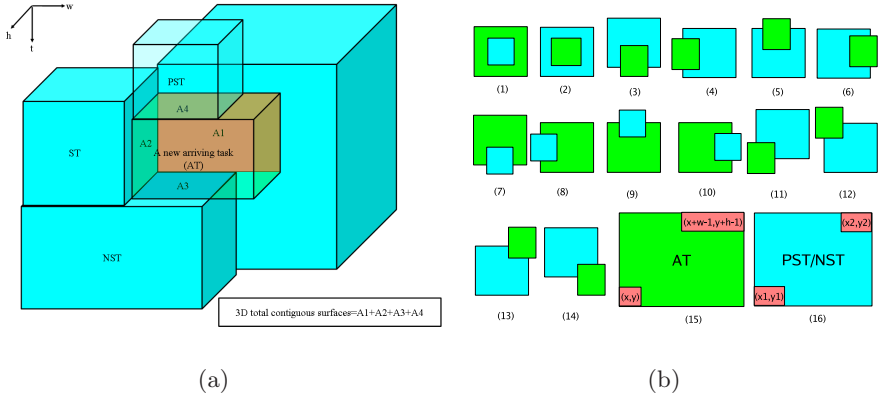 w
h
t
PST
A4
ST
A2
A1
A new arriving task
(AT)
A3
NST
3D total contiguous surfaces=A1+A2+A3+A4
(a)
(1)
(2)
(3)
(4)
(5)
(6)
(7)
(8)
(9)
(10)
(11)
(12)
(13)
(14)
(x+w-1,y+h-1)
AT
(x,y)
(15)
(x2,y2)
PST/NST
(x1,y1)
(16)
(b)